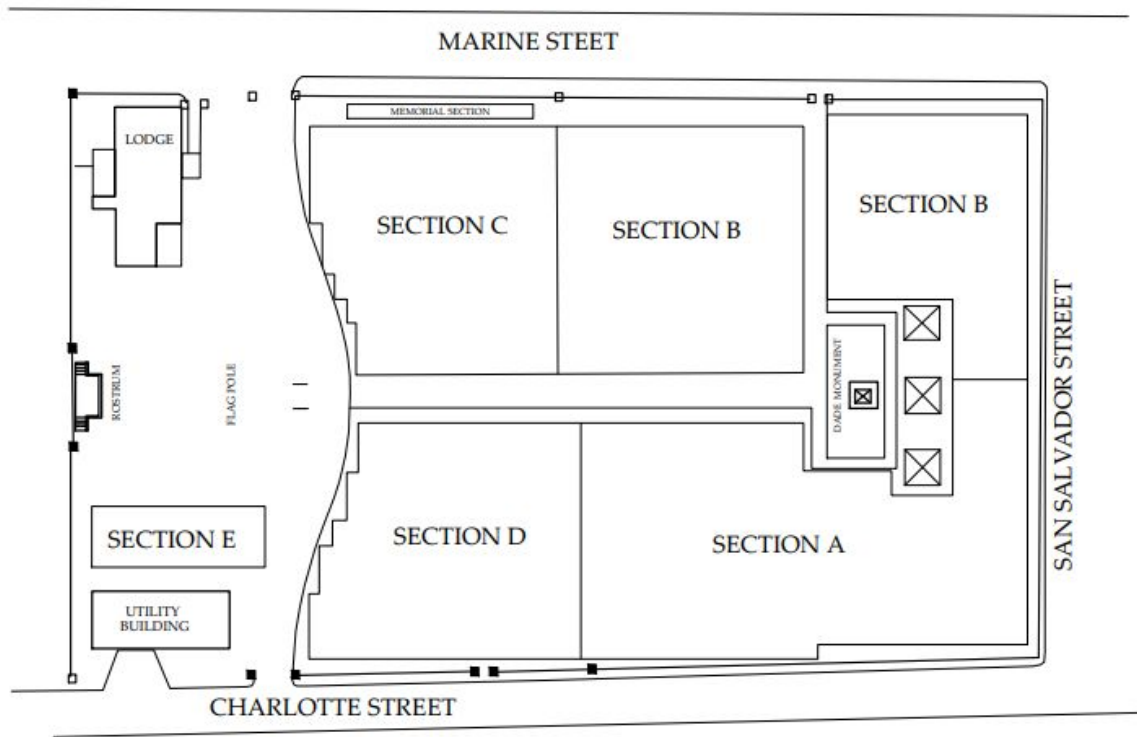 MARINE STEET
MEMORIAL SECTION
LODGE
SECTION C
SECTION B
SECTION B
SAN SALVADOR STREET
DADE MONUMENT
ROSTRUM
FLAG POLE
SECTION E
SECTION D
SECTION A
UTILITY
BUILDING
CHARLOTTE STREET